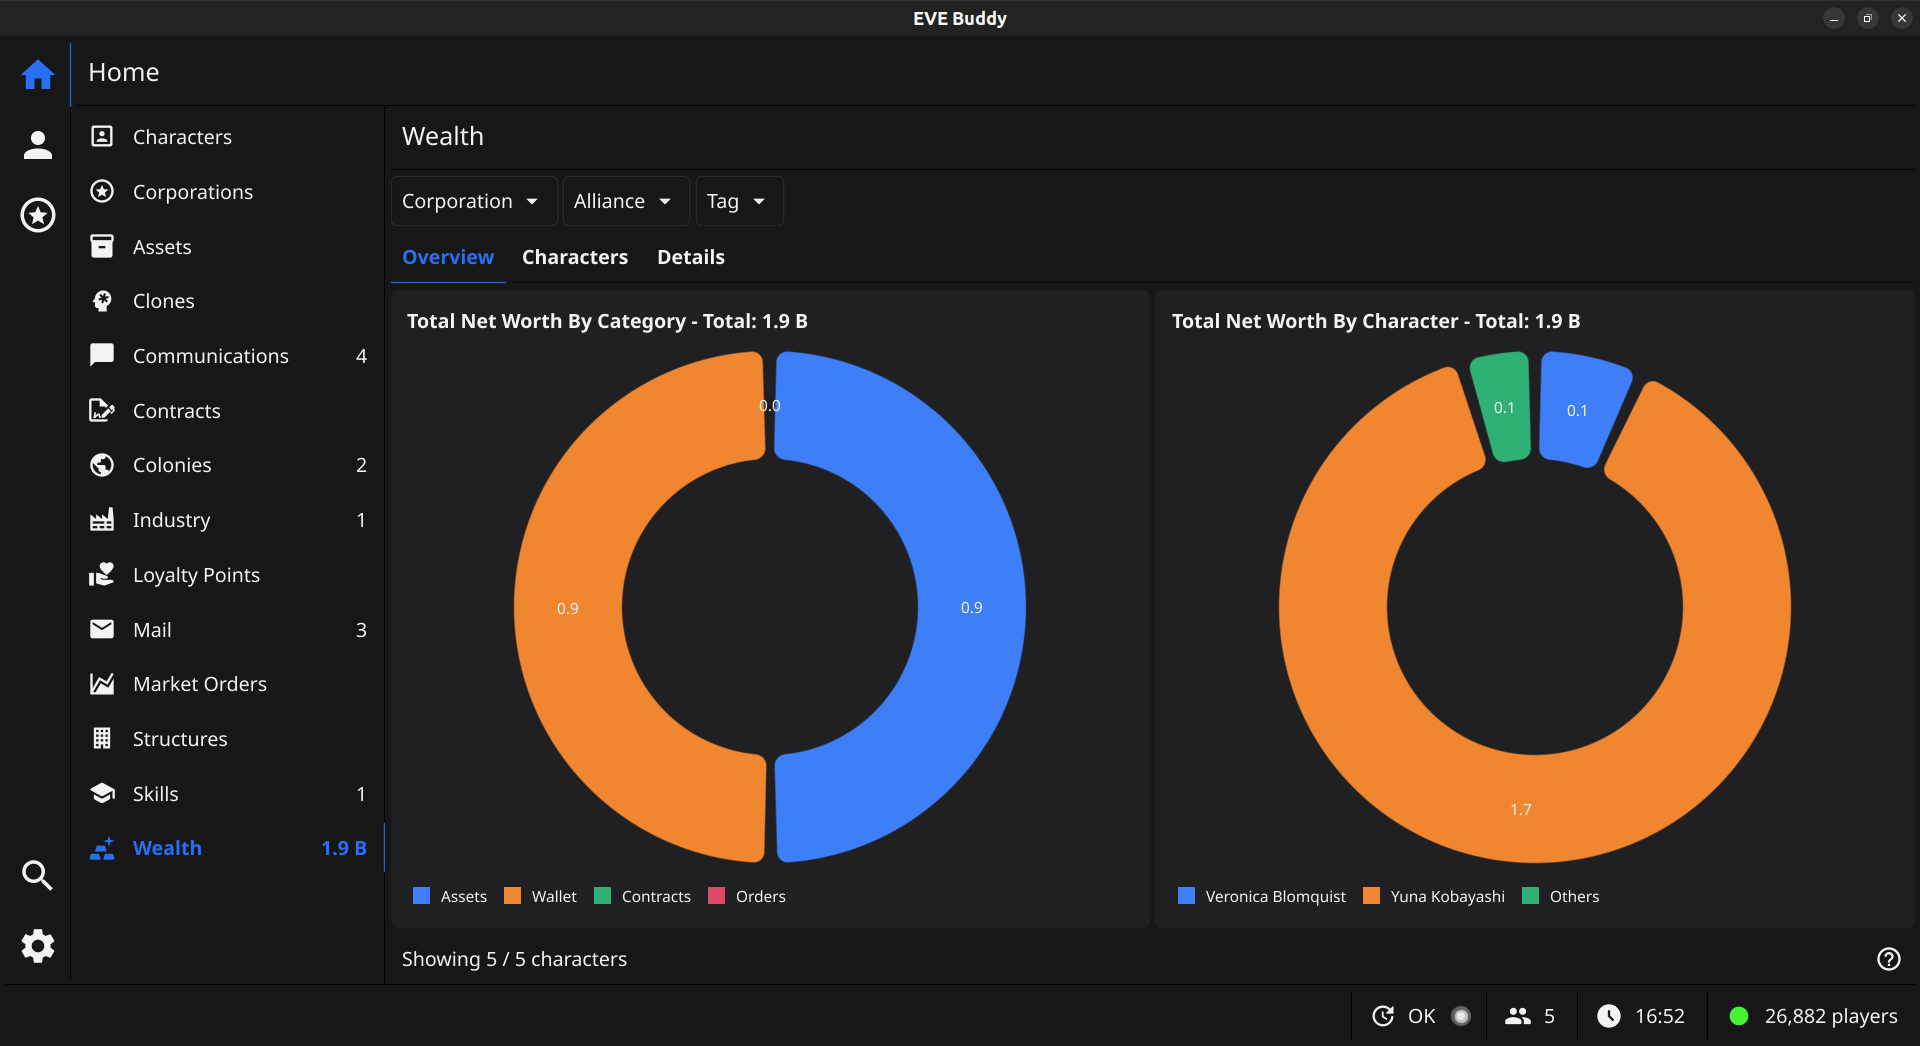 EVE Buddy
Home
Characters
Corporations
Assets
Clones
Communications 4
Contracts
Colonies 2
Industry 1
Loyalty Points
Mail 3
Market Orders
Structures
Skills 1
Wealth 1.9 B
Wealth
Corporation Alliance Tag
Overview Characters Details
Total Net Worth By Category - Total: 1.9 B
0.0
0.9 0.9
Assets Wallet Contracts Orders
Total Net Worth By Character - Total: 1.9 B
0.1 0.1
1.7
Veronica Blomquist Yuna Kobayashi Others
Showing 5 / 5 characters
OK 5 16:52 26,882 players